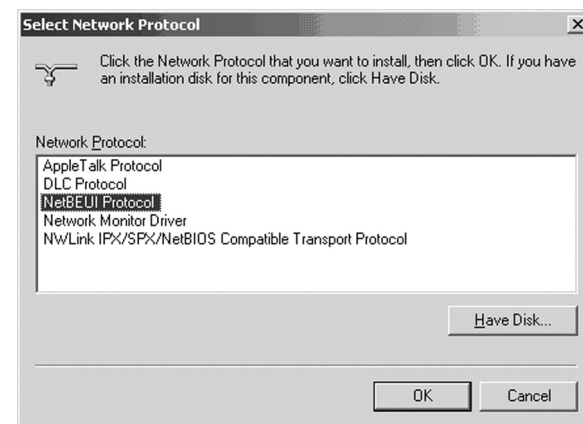 Select Network Protocol
Click the Network Protocol that you want to install, then click OK. If you have
an installation disk for this component, click Have Disk.
Network Protocol:
AppleTalk Protocol
DLC Protocol
NetBEUI Protocol
Network Monitor Driver
NWLink IPX/SPX/NetBIOS Compatible Transport Protocol
Have Disk...
OK
Cancel